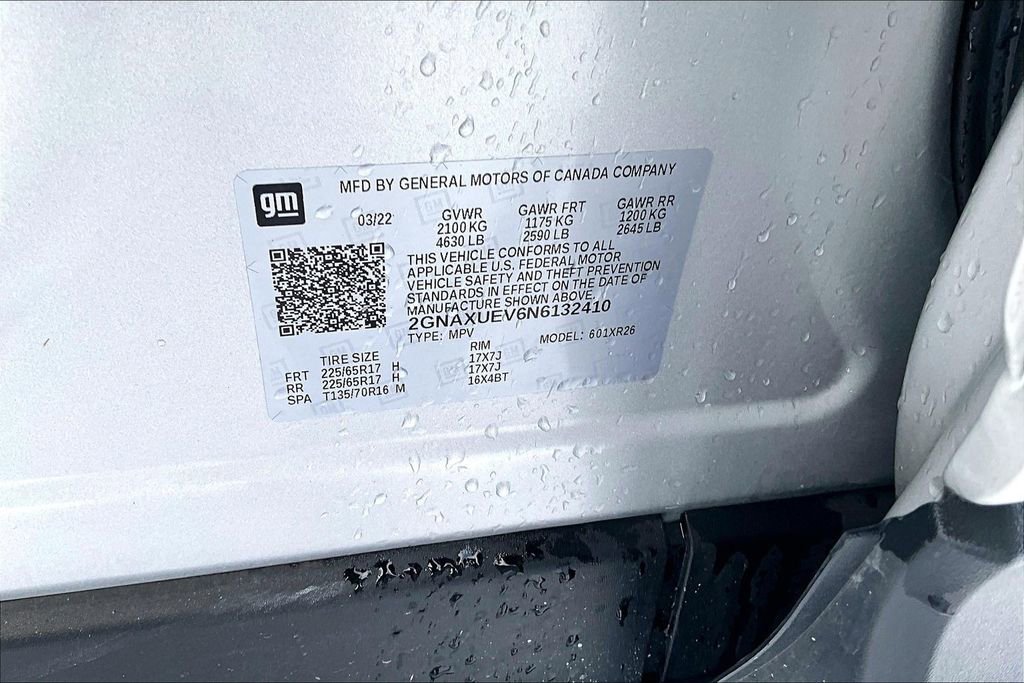 gm
MFD BY GENERAL MOTORS OF CANADA COMPANY
03/22 GVWR GAWR FRT GAWR RR
2100 KG 1175 KG 1200 KG
4630 LB 2590 LB 2645 LB
THIS VEHICLE CONFORMS TO ALL
APPLICABLE U.S. FEDERAL MOTOR
VEHICLE SAFETY AND THEFT PREVENTION
STANDARDS IN EFFECT ON THE DATE OF
MANUFACTURE SHOWN ABOVE.
2GNAXUEV6N6132410
TYPE: MPV MODEL: 601XR26
TIRE SIZE RIM
FRT 225/65R17 H 17X7J
RR 225/65R17 H 17X7J
SPA T135/70R16 M 16X4BT